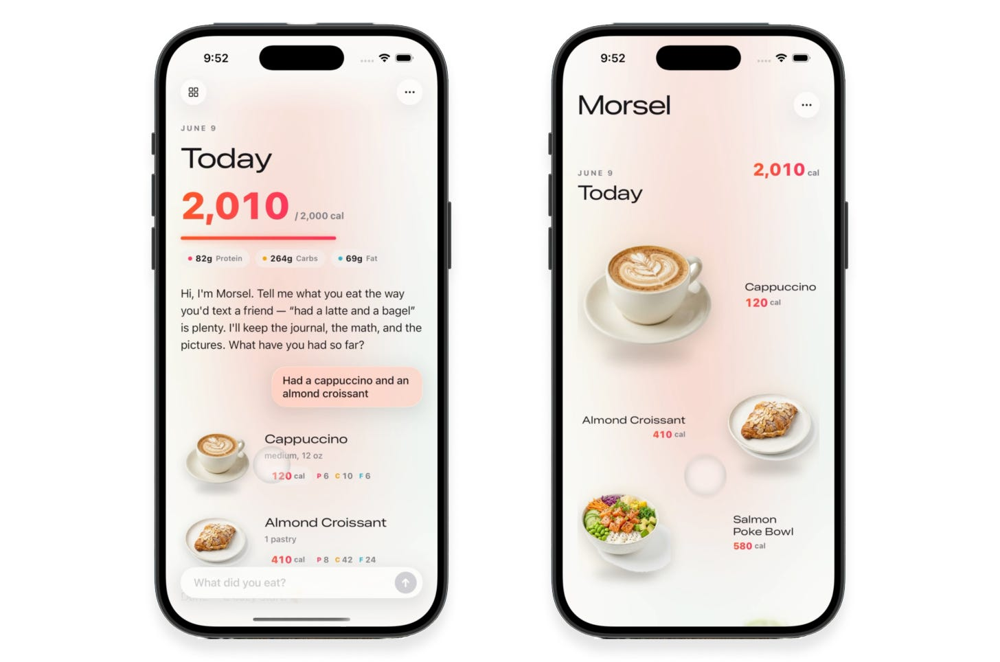 9:52
JUNE 9
Today
2,010 / 2,000 cal
82g Protein 264g Carbs 69g Fat
Hi, I'm Morsel. Tell me what you eat the way
you'd text a friend — “had a latte and a bagel”
is plenty. I'll keep the journal, the math, and the
pictures. What have you had so far?
Had a cappuccino and an
almond croissant
Cappuccino
medium, 12 oz
120 cal P 6 C 10 F 6
Almond Croissant
1 pastry
410 cal P 8 C 42 F 24
What did you eat?
9:52
Morsel
JUNE 9
2,010 cal
Today
Cappuccino
120 cal
Almond Croissant
410 cal
Salmon
Poke Bowl
580 cal